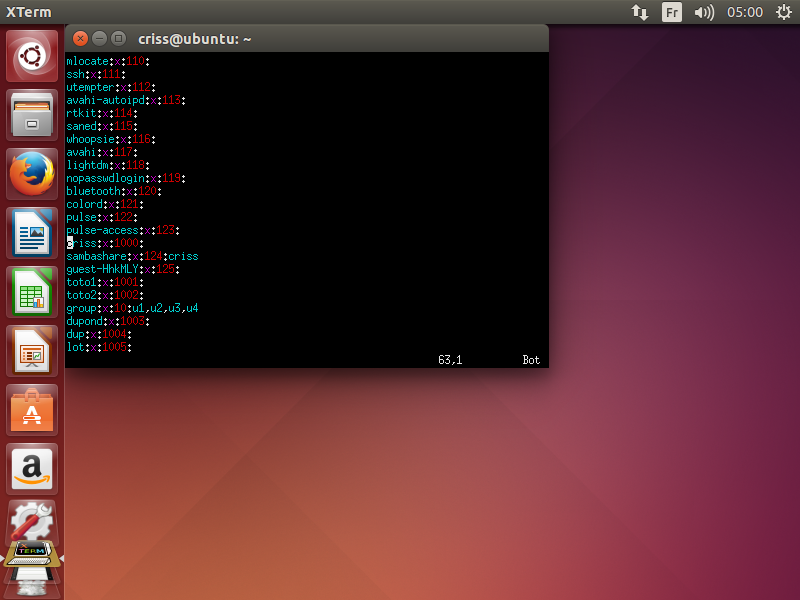 XTerm
Fr
05:00
criss@ubuntu: ~
mlocate:x:110:
ssh:x:111:
utempter:x:112:
avahi-autoipd:x:113:
rtkit:x:114:
saned:x:115:
whoopsie:x:116:
avahi:x:117:
lightdm:x:118:
nopasswdlogin:x:119:
bluetooth:x:120:
colord:x:121:
pulse:x:122:
pulse-access:x:123:
criss:x:1000:
sambashare:x:124:criss
guest-HhkMLY:x:125:
toto1:x:1001:
toto2:x:1002:
group:x:10:u1,u2,u3,u4
dupond:x:1003:
dup:x:1004:
lot:x:1005:
63,1 Bot
A
a
XTERM